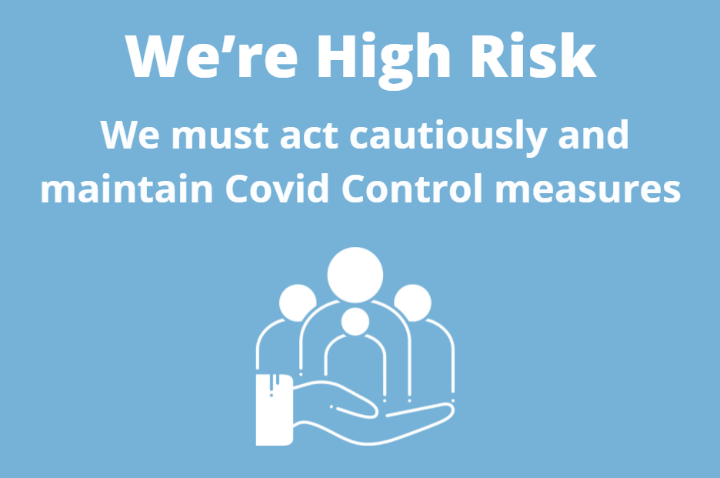 We’re High Risk
We must act cautiously and
maintain Covid Control measures